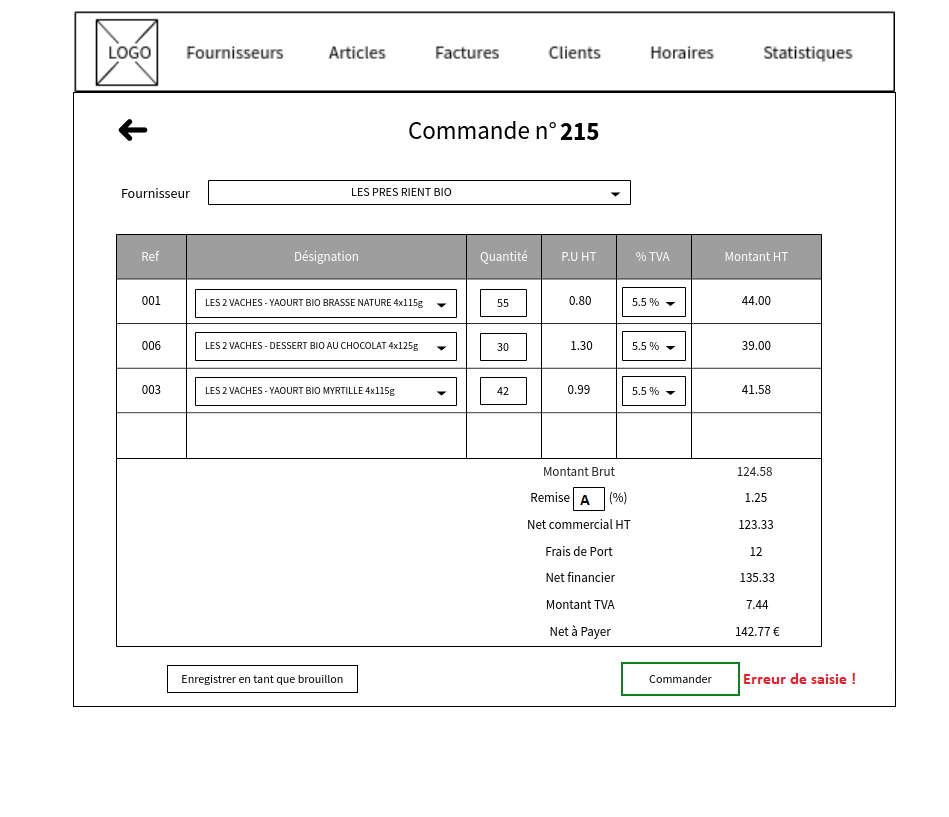 LOGO Fournisseurs Articles Factures Clients Horaires Statistiques
Commande n° 215
Fournisseur LES PRES RIENT BIO
Ref Désignation Quantité P.U HT % TVA Montant HT
001 LES 2 VACHES - YAOURT BIO BRASSE NATURE 4x115g 55 0.80 5.5 % 44.00
006 LES 2 VACHES - DESSERT BIO AU CHOCOLAT 4x125g 30 1.30 5.5 % 39.00
003 LES 2 VACHES - YAOURT BIO MYRTILLE 4x115g 42 0.99 5.5 % 41.58
Montant Brut 124.58
Remise A (%) 1.25
Net commercial HT 123.33
Frais de Port 12
Net financier 135.33
Montant TVA 7.44
Net à Payer 142.77 €
Enregistrer en tant que brouillon Commander Erreur de saisie !